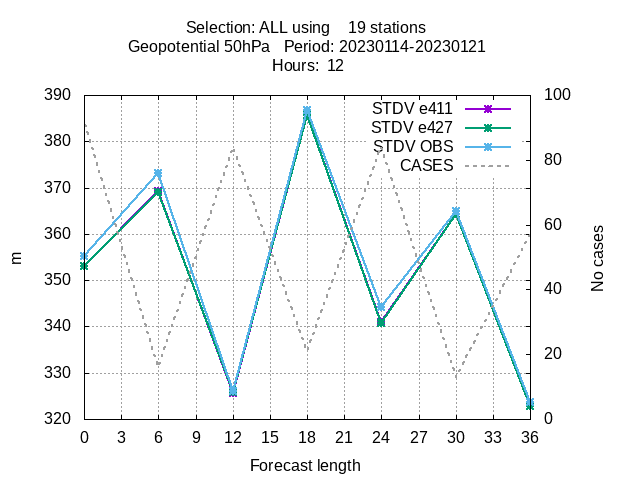 Selection: ALL using    19 stations
Geopotential 50hPa   Period: 20230114-20230121
Hours:  12
STDV e411
STDV e427
STDV OBS
CASES
390
380
370
360
350
340
330
320
m
100
80
60
40
20
0
No cases
0 3 6 9 12 15 18 21 24 27 30 33 36
Forecast length